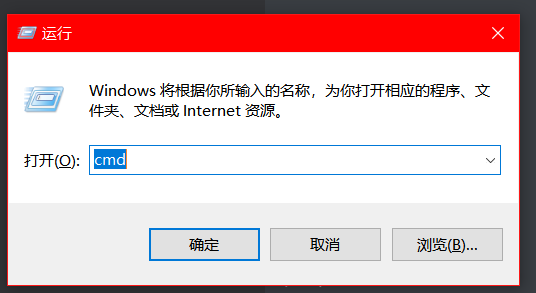 运行
Windows 将根据你所输入的名称，为你打开相应的程序、文
件夹、文档或 Internet 资源。
打开(O): cmd
确定 取消 浏览(B)...